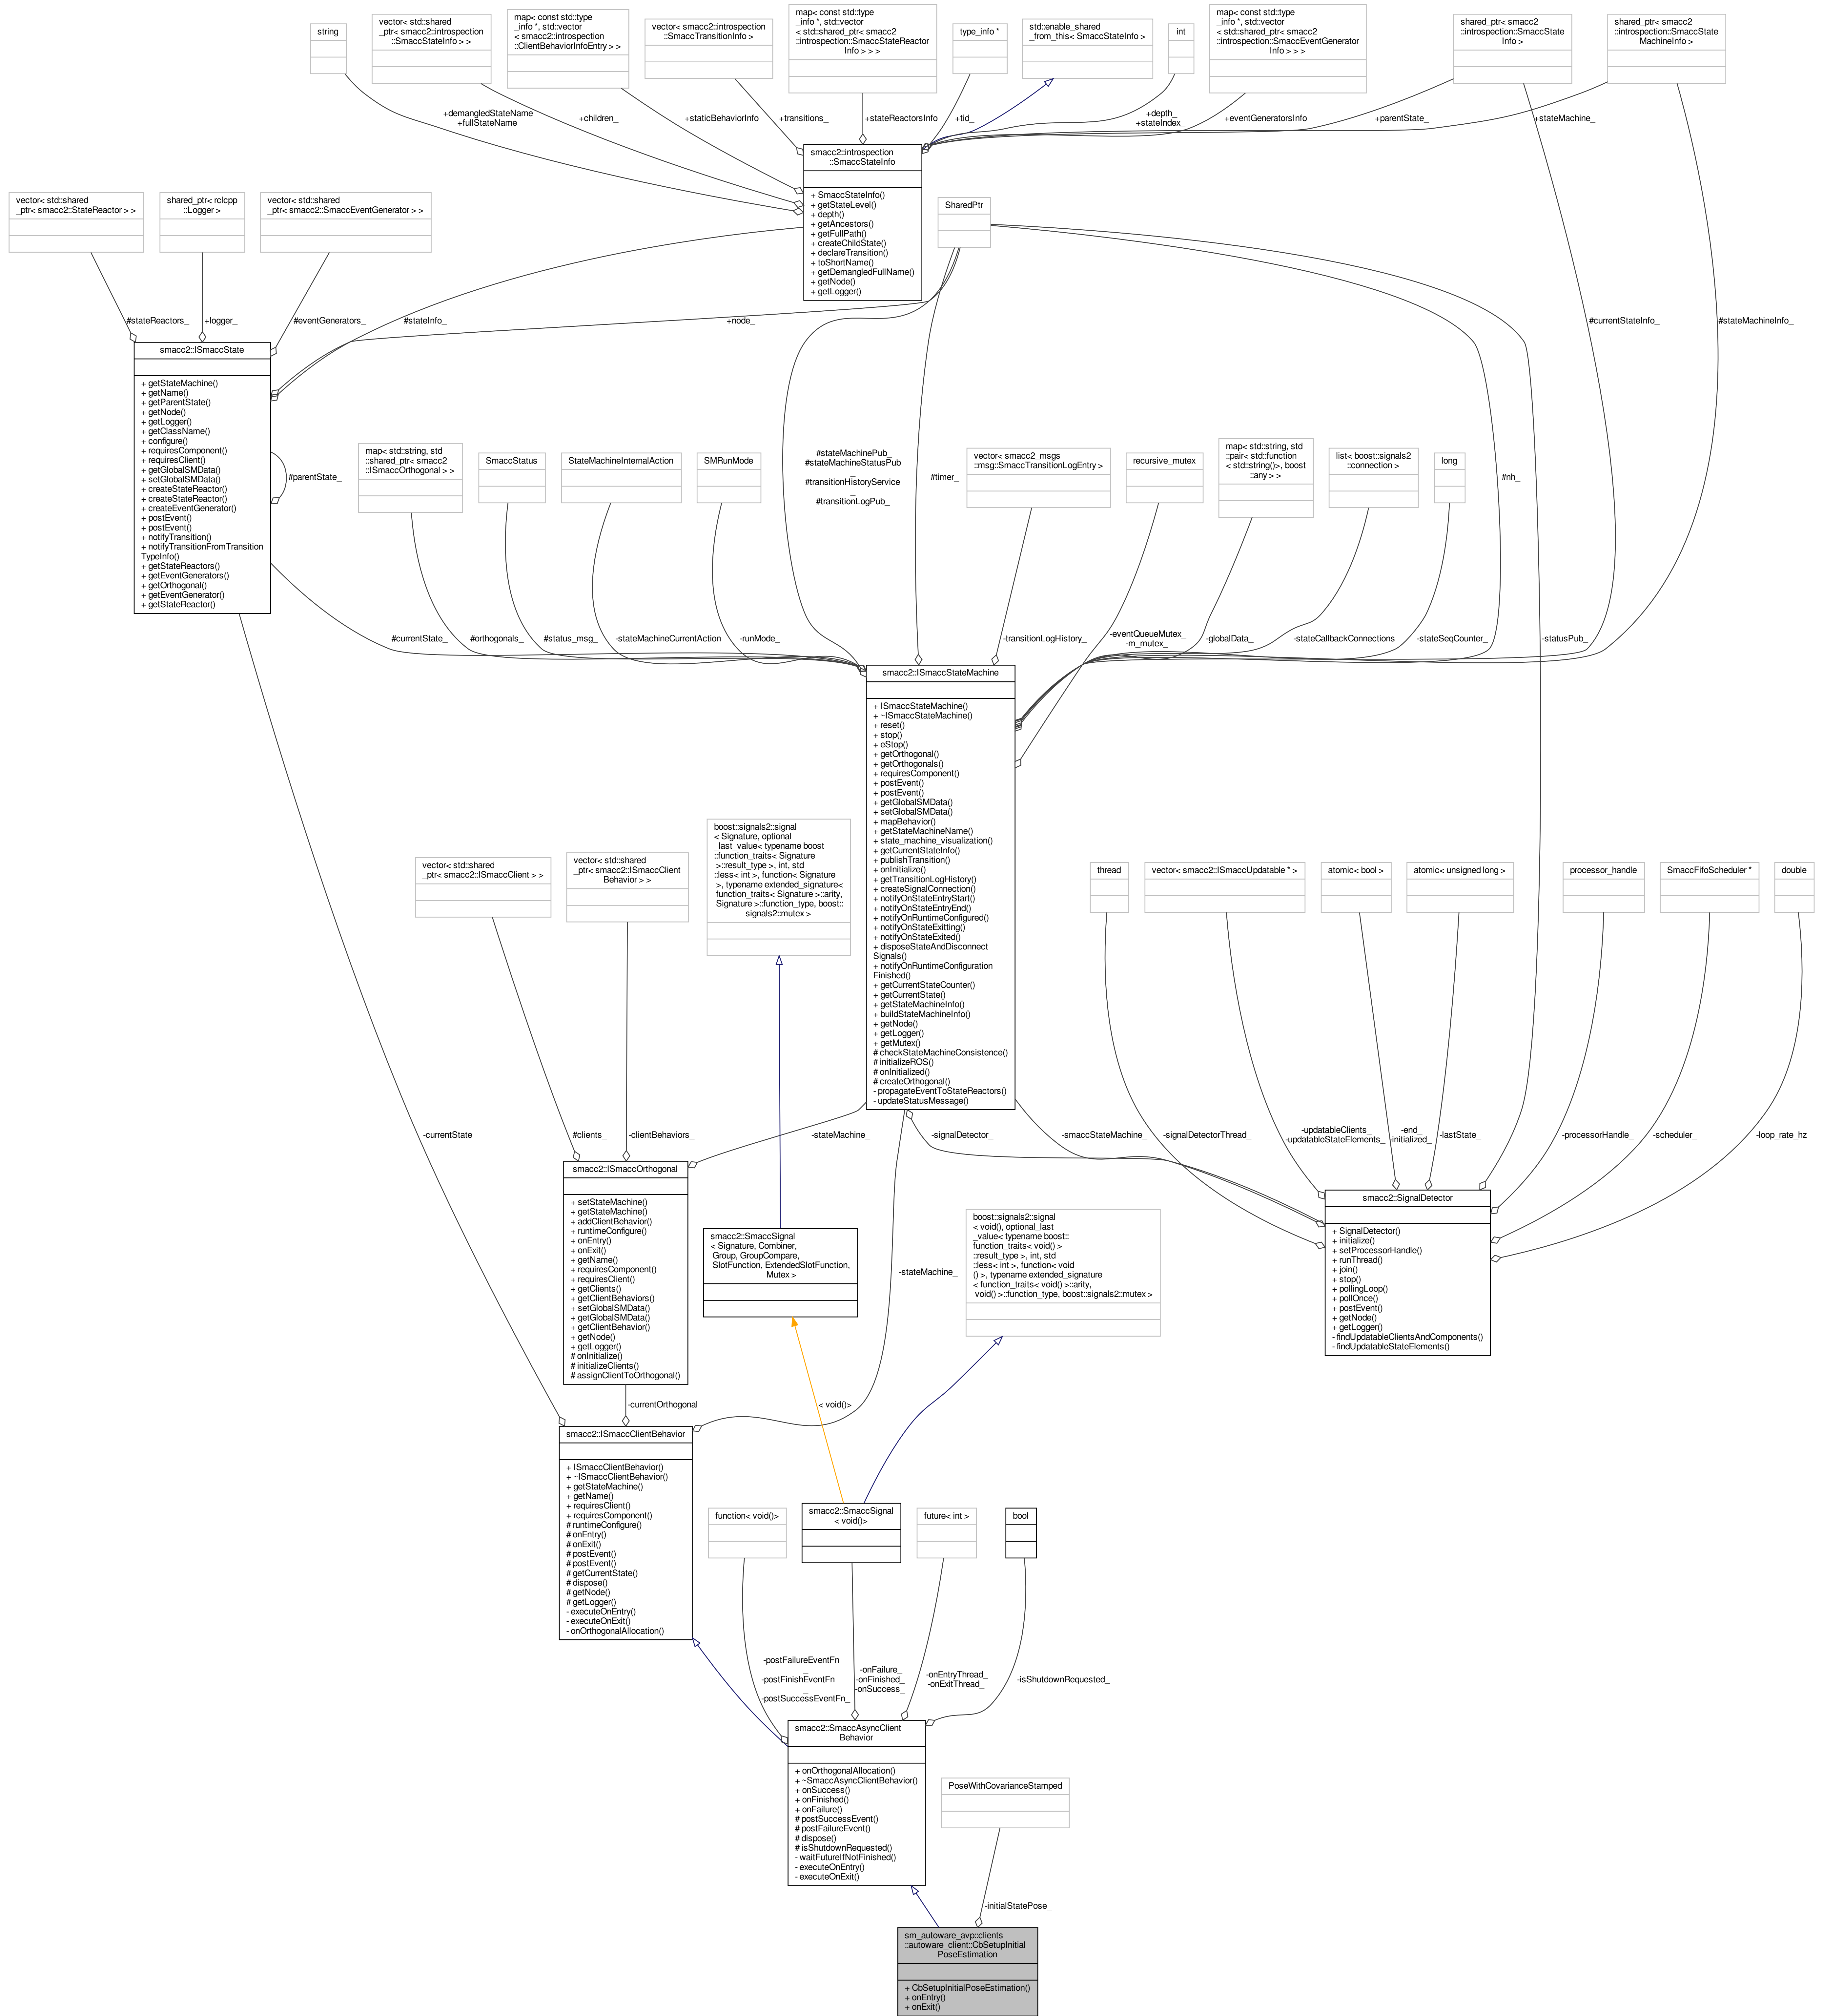 string
vector< std::shared
_ptr< smacc2::introspection
::SmaccStateInfo > >
map< const std::type
_info *, std::vector
< smacc2::introspection
::ClientBehaviorInfoEntry > >
vector< smacc2::introspection
::SmaccTransitionInfo >
map< const std::type
_info *, std::vector
< std::shared_ptr< smacc2
::introspection::SmaccStateReactor
Info > > >
type_info *
std::enable_shared
_from_this< SmaccStateInfo >
int
map< const std::type
_info *, std::vector
< std::shared_ptr< smacc2
::introspection::SmaccEventGenerator
Info > > >
shared_ptr< smacc2
::introspection::SmaccState
Info >
shared_ptr< smacc2
::introspection::SmaccState
MachineInfo >
+demangledStateName
+fullStateName
+children_
+staticBehaviorInfo
+transitions_
+stateReactorsInfo
+tid_
+depth_
+stateIndex_
+eventGeneratorsInfo
+parentState_
+stateMachine_
smacc2::introspection
::SmaccStateInfo
+ SmaccStateInfo()
+ getStateLevel()
+ depth()
+ getAncestors()
+ getFullPath()
+ createChildState()
+ declareTransition()
+ toShortName()
+ getDemangledFullName()
+ getNode()
+ getLogger()
SharedPtr
vector< std::shared
_ptr< smacc2::StateReactor > >
shared_ptr< rclcpp
::Logger >
vector< std::shared
_ptr< smacc2::SmaccEventGenerator > >
#stateReactors_
+logger_
#eventGenerators_
#stateInfo_
+node_
#currentStateInfo_
#stateMachineInfo_
smacc2::ISmaccState
+ getStateMachine()
+ getName()
+ getParentState()
+ getNode()
+ getLogger()
+ getClassName()
+ configure()
+ requiresComponent()
+ requiresClient()
+ getGlobalSMData()
+ setGlobalSMData()
+ createStateReactor()
+ createStateReactor()
+ createEventGenerator()
+ postEvent()
+ postEvent()
+ notifyTransition()
+ notifyTransitionFromTransition
TypeInfo()
+ getStateReactors()
+ getEventGenerators()
+ getOrthogonal()
+ getEventGenerator()
+ getStateReactor()
#parentState_
map< std::string, std
::shared_ptr< smacc2
::ISmaccOrthogonal > >
SmaccStatus
StateMachineInternalAction
SMRunMode
#stateMachinePub_
#stateMachineStatusPub
_
#transitionHistoryService
_
#transitionLogPub_
#timer_
vector< smacc2_msgs
::msg::SmaccTransitionLogEntry >
recursive_mutex
map< std::string, std
::pair< std::function
< std::string()>, boost
::any > >
list< boost::signals2
::connection >
long
#nh_
#currentState_
#orthogonals_
#status_msg_
-stateMachineCurrentAction
-runMode_
-transitionLogHistory_
-eventQueueMutex_
-m_mutex_
-globalData_
-stateCallbackConnections
-stateSeqCounter_
-statusPub_
smacc2::ISmaccStateMachine
+ ISmaccStateMachine()
+ ~ISmaccStateMachine()
+ reset()
+ stop()
+ eStop()
+ getOrthogonal()
+ getOrthogonals()
+ requiresComponent()
+ postEvent()
+ postEvent()
+ getGlobalSMData()
+ setGlobalSMData()
+ mapBehavior()
+ getStateMachineName()
+ state_machine_visualization()
+ getCurrentStateInfo()
+ publishTransition()
+ onInitialize()
+ getTransitionLogHistory()
+ createSignalConnection()
+ notifyOnStateEntryStart()
+ notifyOnStateEntryEnd()
+ notifyOnRuntimeConfigured()
+ notifyOnStateExitting()
+ notifyOnStateExited()
+ disposeStateAndDisconnect
Signals()
+ notifyOnRuntimeConfiguration
Finished()
+ getCurrentStateCounter()
+ getCurrentState()
+ getStateMachineInfo()
+ buildStateMachineInfo()
+ getNode()
+ getLogger()
+ getMutex()
# checkStateMachineConsistence()
# initializeROS()
# onInitialized()
# createOrthogonal()
- propagateEventToStateReactors()
- updateStatusMessage()
vector< std::shared
_ptr< smacc2::ISmaccClient > >
vector< std::shared
_ptr< smacc2::ISmaccClient
Behavior > >
boost::signals2::signal
< Signature, optional
_last_value< typename boost
::function_traits< Signature
>::result_type >, int, std
::less< int >, function< Signature
>, typename extended_signature<
function_traits< Signature >::arity,
Signature >::function_type, boost::
signals2::mutex >
thread
vector< smacc2::ISmaccUpdatable * >
atomic< bool >
atomic< unsigned long >
processor_handle
SmaccFifoScheduler *
double
-currentState
#clients_
-clientBehaviors_
-stateMachine_
-signalDetector_
-smaccStateMachine_
-signalDetectorThread_
-updatableClients_
-updatableStateElements_
-end_
-initialized_
-lastState_
-processorHandle_
-scheduler_
-loop_rate_hz
smacc2::ISmaccOrthogonal
+ setStateMachine()
+ getStateMachine()
+ addClientBehavior()
+ runtimeConfigure()
+ onEntry()
+ onExit()
+ getName()
+ requiresComponent()
+ requiresClient()
+ getClients()
+ getClientBehaviors()
+ setGlobalSMData()
+ getGlobalSMData()
+ getClientBehavior()
+ getNode()
+ getLogger()
# onInitialize()
# initializeClients()
# assignClientToOrthogonal()
smacc2::SmaccSignal
< Signature, Combiner,
Group, GroupCompare,
SlotFunction, ExtendedSlotFunction,
Mutex >
-stateMachine_
boost::signals2::signal
< void(), optional_last
_value< typename boost::
function_traits< void() >
::result_type >, int, std
::less< int >, function< void
() >, typename extended_signature
< function_traits< void() >::arity,
void() >::function_type, boost::signals2::mutex >
smacc2::SignalDetector
+ SignalDetector()
+ initialize()
+ setProcessorHandle()
+ runThread()
+ join()
+ stop()
+ pollingLoop()
+ pollOnce()
+ postEvent()
+ getNode()
+ getLogger()
- findUpdatableClientsAndComponents()
- findUpdatableStateElements()
-currentOrthogonal
< void()>
smacc2::ISmaccClientBehavior
+ ISmaccClientBehavior()
+ ~ISmaccClientBehavior()
+ getStateMachine()
+ getName()
+ requiresClient()
+ requiresComponent()
# runtimeConfigure()
# onEntry()
# onExit()
# postEvent()
# postEvent()
# getCurrentState()
# dispose()
# getNode()
# getLogger()
- executeOnEntry()
- executeOnExit()
- onOrthogonalAllocation()
function< void()>
smacc2::SmaccSignal
< void()>
future< int >
bool
-postFailureEventFn
_
-postFinishEventFn
_
-postSuccessEventFn_
-onFailure_
-onFinished_
-onSuccess_
-onEntryThread_
-onExitThread_
-isShutdownRequested_
smacc2::SmaccAsyncClient
Behavior
+ onOrthogonalAllocation()
+ ~SmaccAsyncClientBehavior()
+ onSuccess()
+ onFinished()
+ onFailure()
# postSuccessEvent()
# postFailureEvent()
# dispose()
# isShutdownRequested()
- waitFutureIfNotFinished()
- executeOnEntry()
- executeOnExit()
PoseWithCovarianceStamped
-initialStatePose_
sm_autoware_avp::clients
::autoware_client::CbSetupInitial
PoseEstimation
+ CbSetupInitialPoseEstimation()
+ onEntry()
+ onExit()